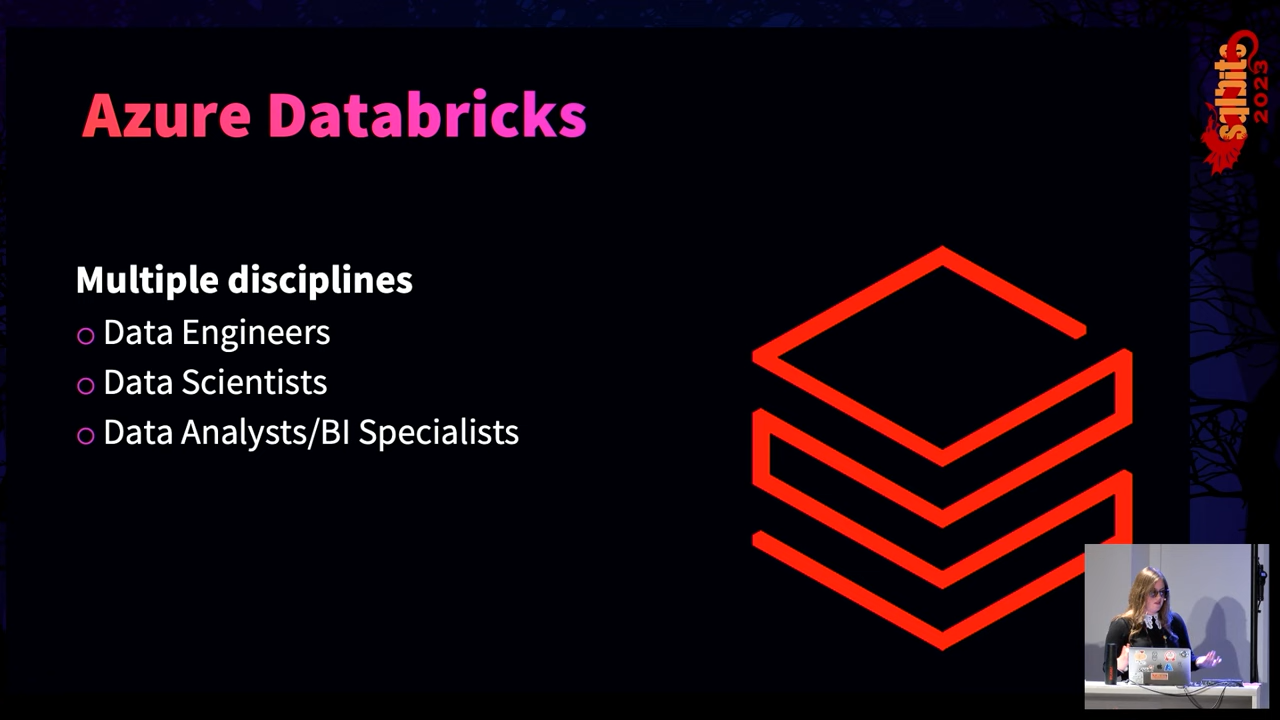 Azure Databricks
sqlbits
2023
Multiple disciplines
Data Engineers
Data Scientists
Data Analysts/BI Specialists